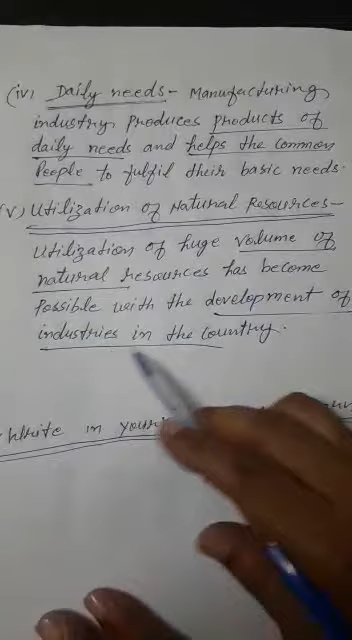 (iv) Daily needs- Manufacturing
industry produces products of
daily needs and helps the common
People to fulfil their basic needs.
(v) Utilization of Natural Resources-
Utilization of huge volume of
natural resources has become
Possible with the development of
industries in the country.
Write in your